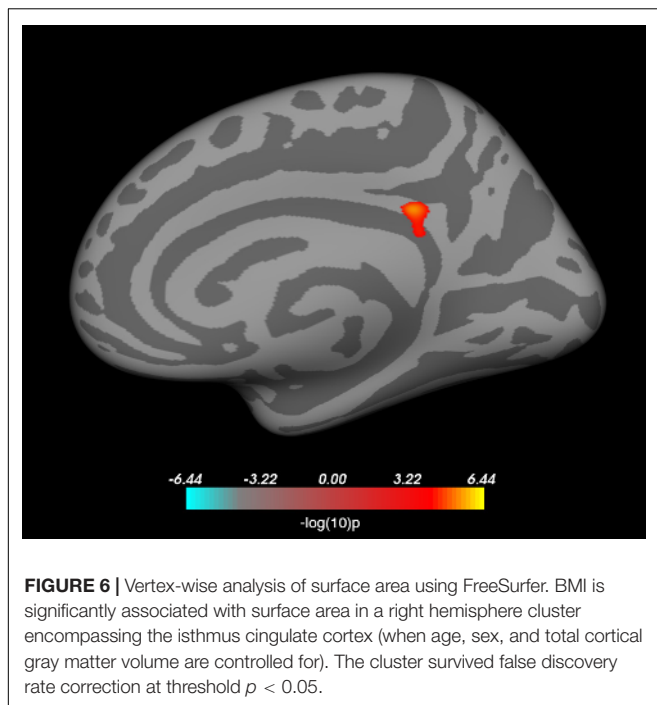 -6.44 -3.22 0.00 3.22 6.44
-log(10)p
FIGURE 6 | Vertex-wise analysis of surface area using FreeSurfer. BMI is
significantly associated with surface area in a right hemisphere cluster
encompassing the isthmus cingulate cortex (when age, sex, and total cortical
gray matter volume are controlled for). The cluster survived false discovery
rate correction at threshold p < 0.05.